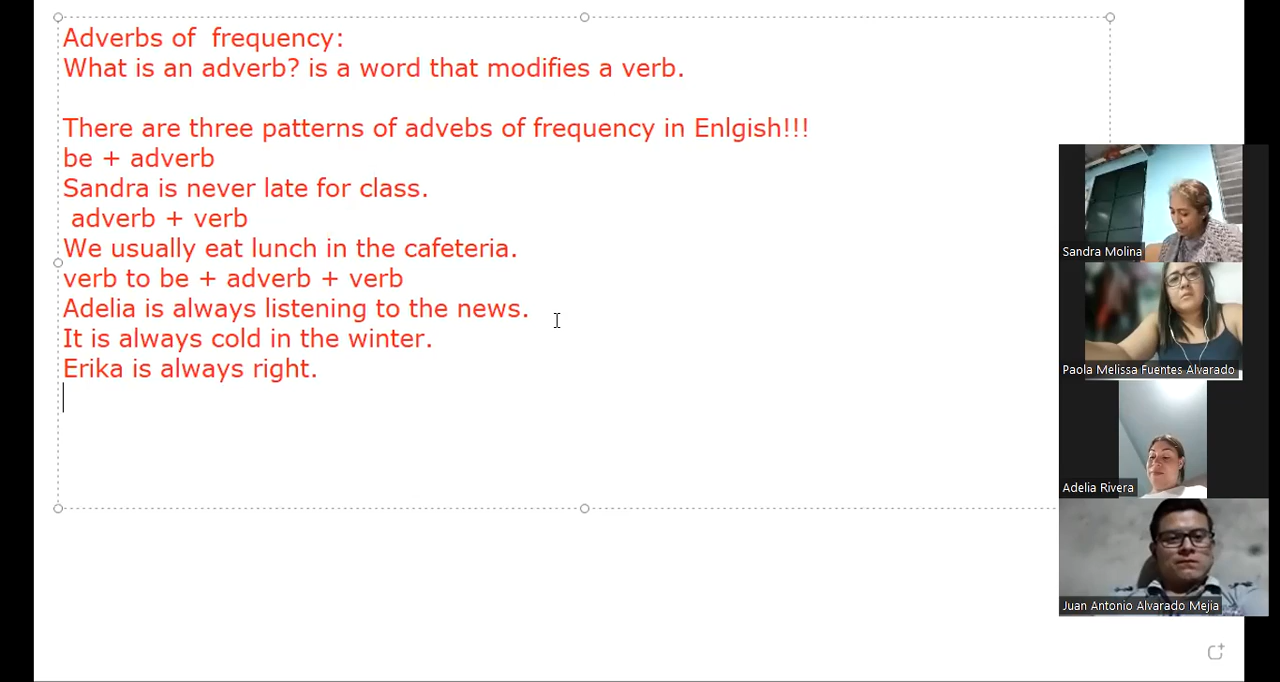 Adverbs of  frequency:
What is an adverb? is a word that modifies a verb.
There are three patterns of advebs of frequency in Enlgish!!!
be + adverb
Sandra is never late for class.
adverb + verb
We usually eat lunch in the cafeteria.
verb to be + adverb + verb
Adelia is always listening to the news.
It is always cold in the winter.
Erika is always right.
Sandra Molina
Paola Melissa Fuentes Alvarado
Adelia Rivera
Juan Antonio Alvarado Mejía